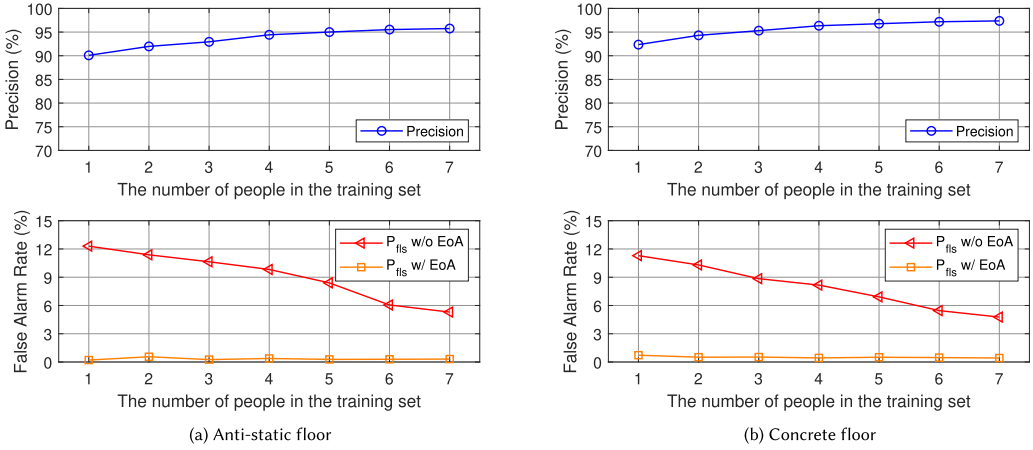 100
95
90
85
80
75
70
Precision (%)
Precision
1 2 3 4 5 6 7
The number of people in the training set
15
12
9
6
3
0
False Alarm Rate (%)
P_fls w/o EoA
P_fls w/ EoA
1 2 3 4 5 6 7
The number of people in the training set
(a) Anti-static floor
100
95
90
85
80
75
70
Precision (%)
Precision
1 2 3 4 5 6 7
The number of people in the training set
15
12
9
6
3
0
False Alarm Rate (%)
P_fls w/o EoA
P_fls w/ EoA
1 2 3 4 5 6 7
The number of people in the training set
(b) Concrete floor